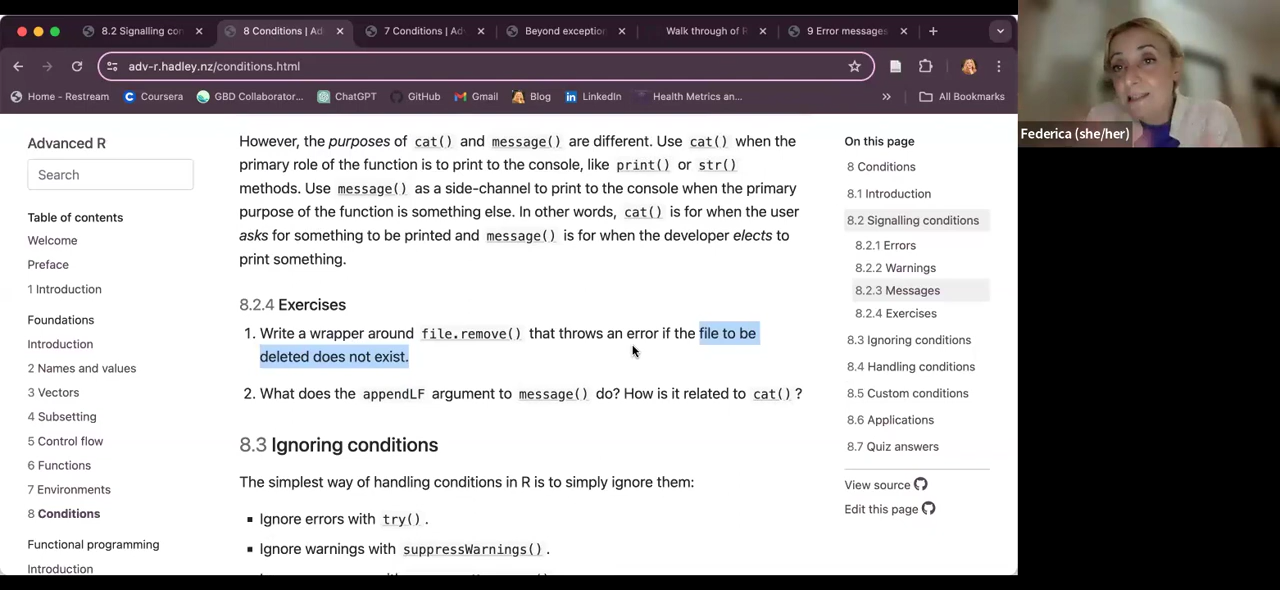 8.2 Signalling con
8 Conditions | Ad
7 Conditions | Ad
Beyond exception
Walk through of R
9 Error messages
adv-r.hadley.nz/conditions.html
Home - Restream
Coursera
GBD Collaborator...
ChatGPT
GitHub
Gmail
Blog
LinkedIn
Health Metrics an...
»
All Bookmarks
Federica (she/her)
Advanced R
Search
Table of contents
Welcome
Preface
1 Introduction
Foundations
Introduction
2 Names and values
3 Vectors
4 Subsetting
5 Control flow
6 Functions
7 Environments
8 Conditions
Functional programming
Introduction
However, the purposes of cat() and message() are different. Use cat() when the
primary role of the function is to print to the console, like print() or str()
methods. Use message() as a side-channel to print to the console when the primary
purpose of the function is something else. In other words, cat() is for when the user
asks for something to be printed and message() is for when the developer elects to
print something.
8.2.4 Exercises
1. Write a wrapper around file.remove() that throws an error if the file to be
deleted does not exist.
2. What does the appendLF argument to message() do? How is it related to cat()?
8.3 Ignoring conditions
The simplest way of handling conditions in R is to simply ignore them:
▪ Ignore errors with try().
▪ Ignore warnings with suppressWarnings().
On this page
8 Conditions
8.1 Introduction
8.2 Signalling conditions
8.2.1 Errors
8.2.2 Warnings
8.2.3 Messages
8.2.4 Exercises
8.3 Ignoring conditions
8.4 Handling conditions
8.5 Custom conditions
8.6 Applications
8.7 Quiz answers
View source
Edit this page